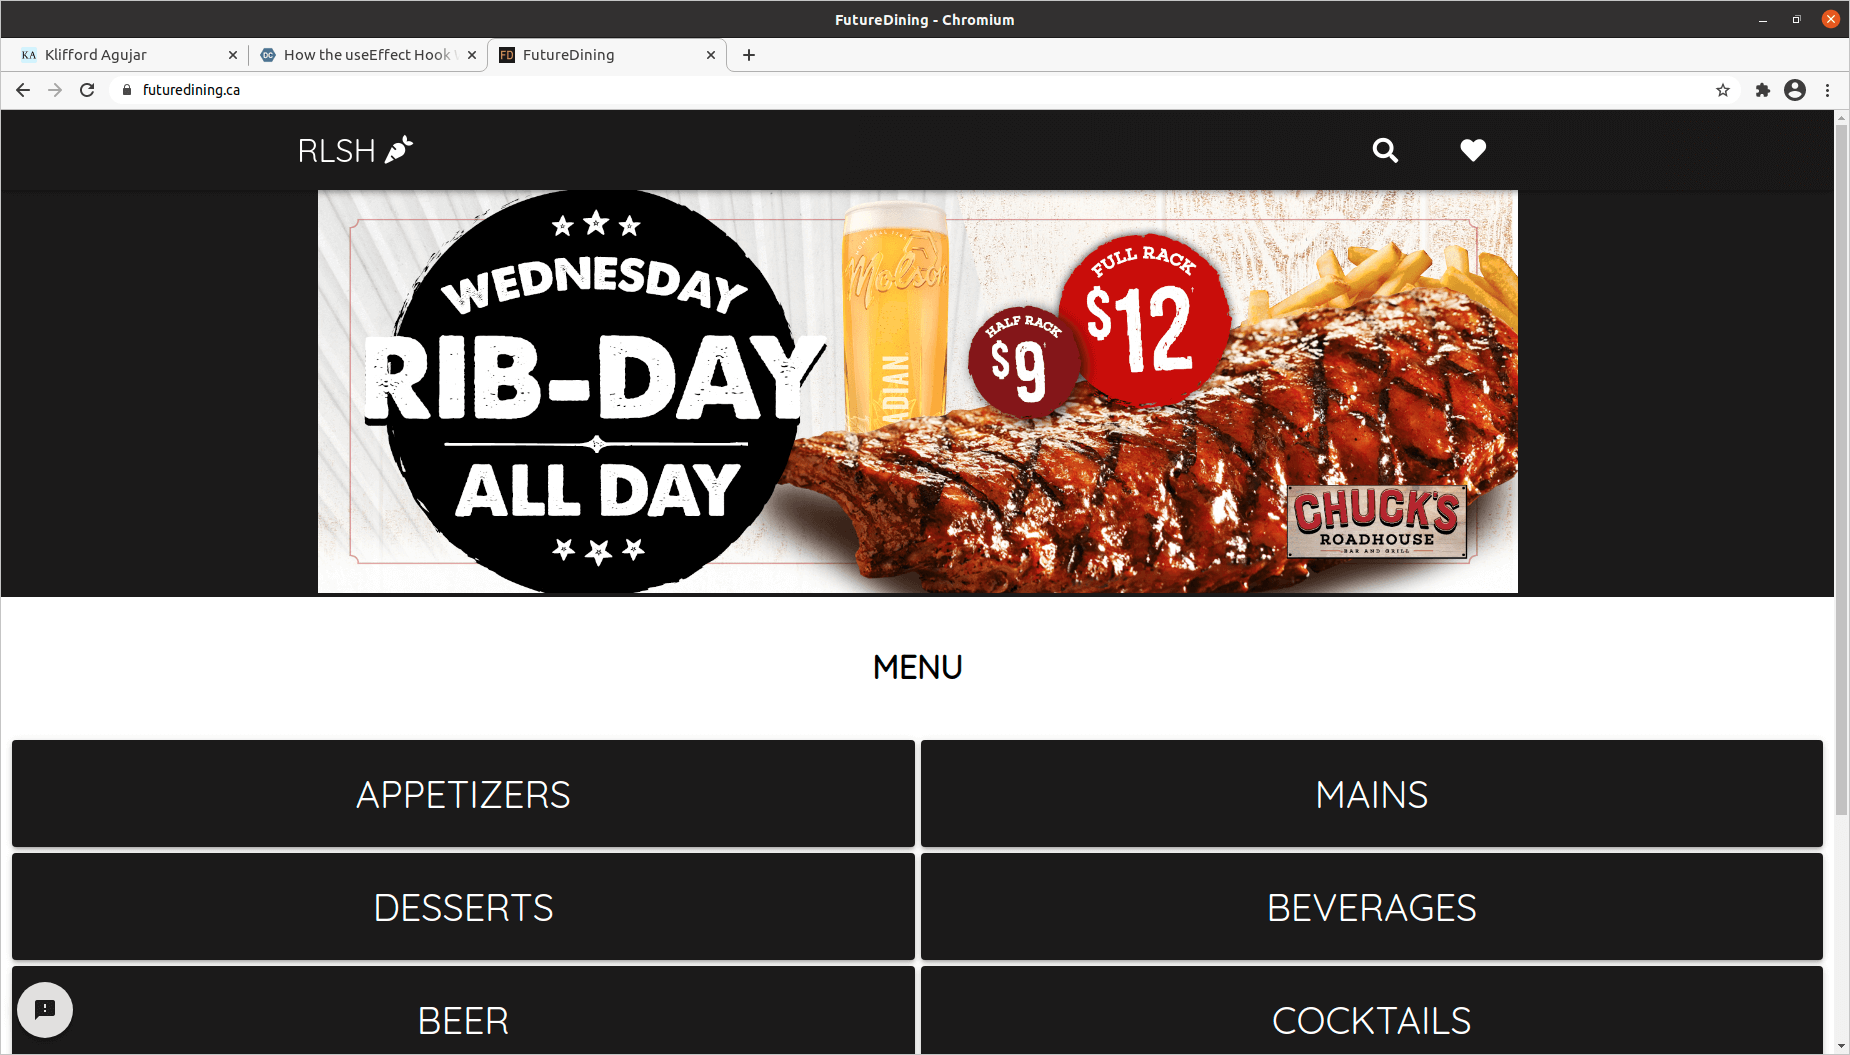 FutureDining - Chromium
KA Klifford Agujar
DC How the useEffect Hook
FD FutureDining
futuredining.ca
RLSH
WEDNESDAY
RIB-DAY
ALL DAY
Molson
ADIAN
HALF RACK
$9†
FULL RACK
$12†
CHUCK'S
ROADHOUSE
BAR AND GRILL
MENU
APPETIZERS
MAINS
DESSERTS
BEVERAGES
BEER
COCKTAILS